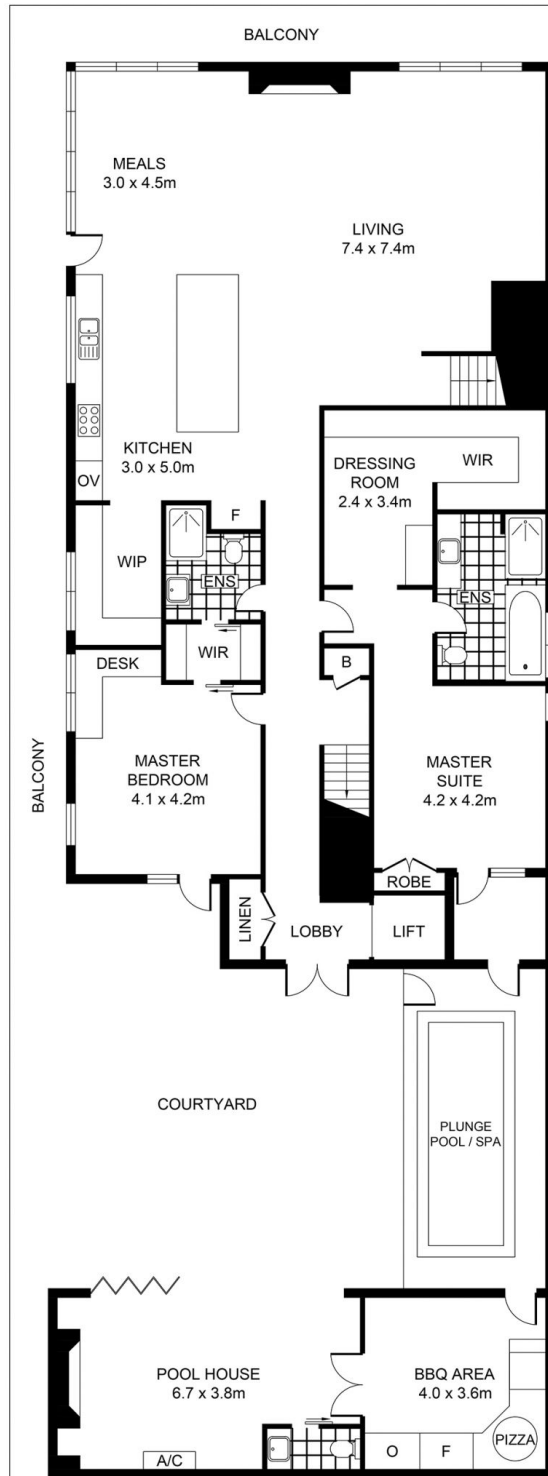 BALCONY
MEALS
3.0 x 4.5m
LIVING
7.4 x 7.4m
KITCHEN
3.0 x 5.0m
OV
DRESSING
ROOM
2.4 x 3.4m
WIR
F
WIP
ENS
ENS
WIR
B
DESK
MASTER
BEDROOM
4.1 x 4.2m
MASTER
SUITE
4.2 x 4.2m
BALCONY
ROBE
LINEN
LOBBY
LIFT
COURTYARD
PLUNGE
POOL / SPA
POOL HOUSE
6.7 x 3.8m
BBQ AREA
4.0 x 3.6m
A/C
O
F
PIZZA